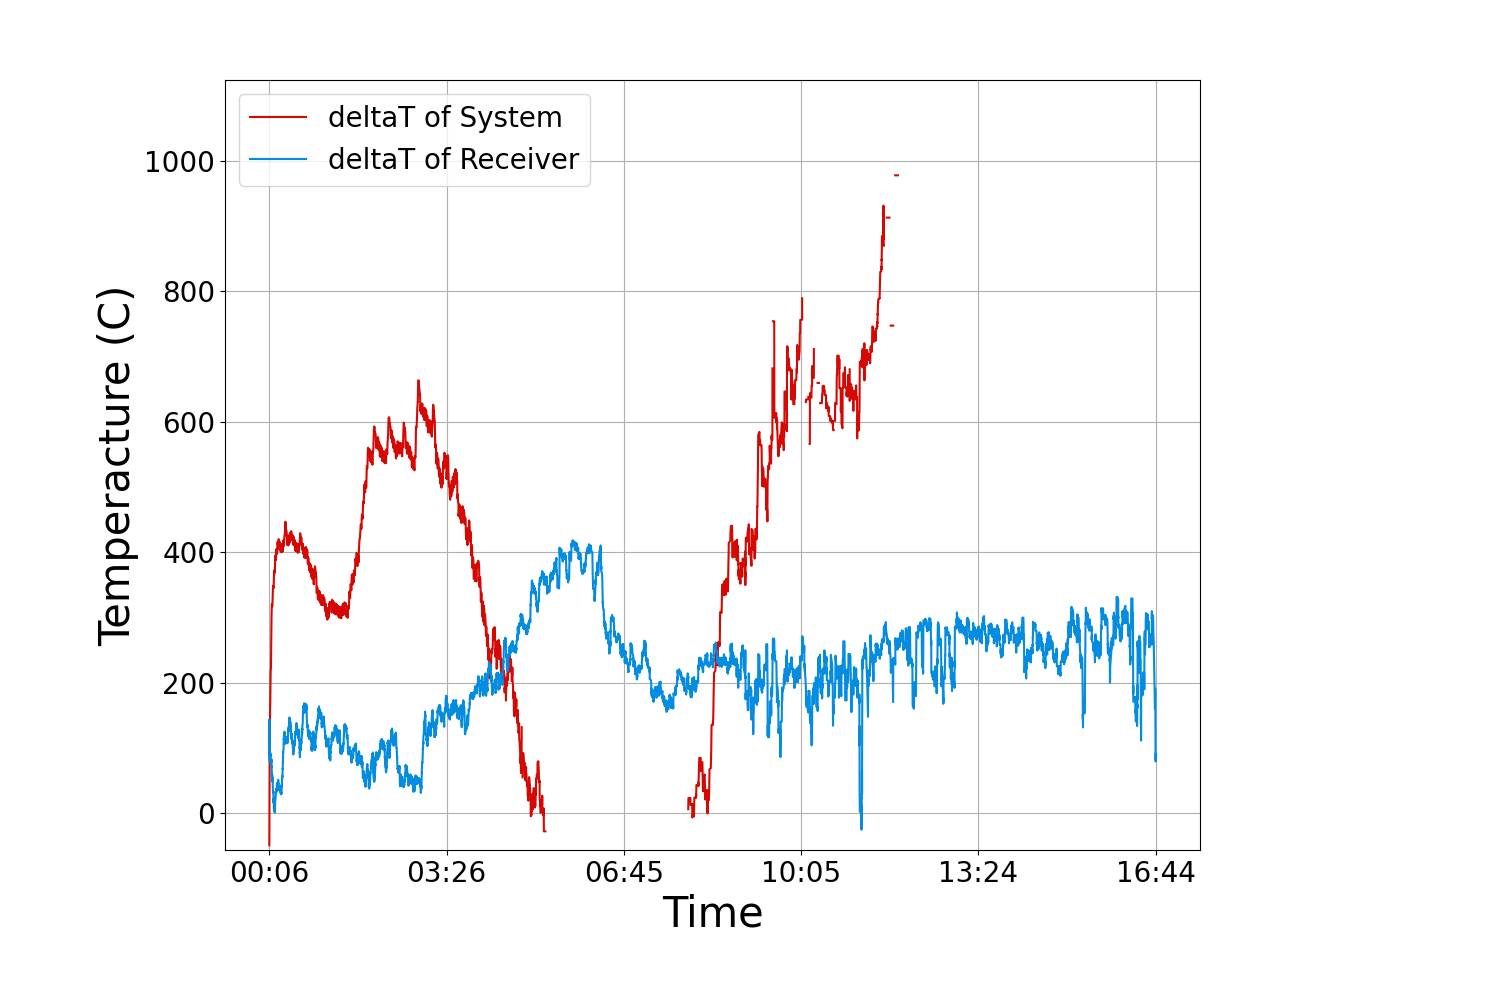 deltaT of System
deltaT of Receiver
1000
800
600
400
200
0
Temperacture (C)
00:06 03:26 06:45 10:05 13:24 16:44
Time